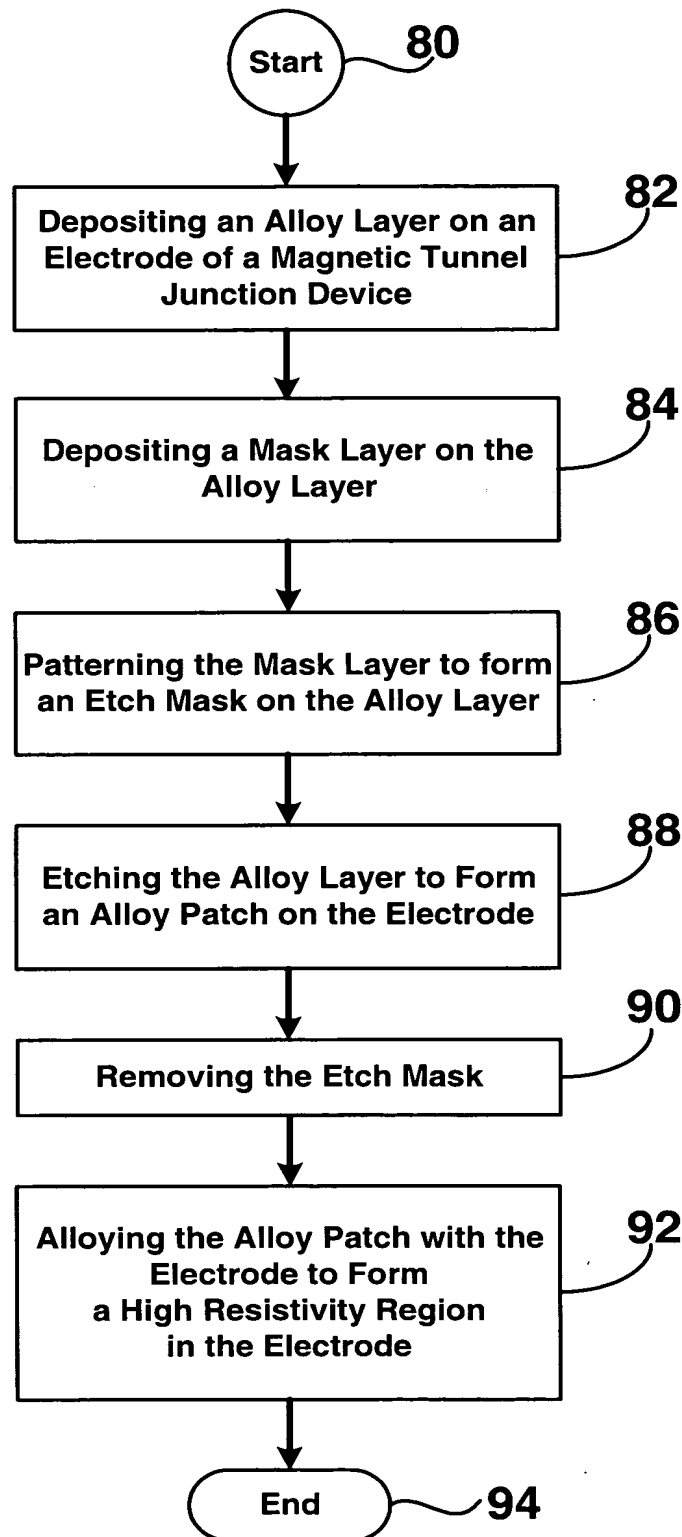 Start
80
82
Depositing an Alloy Layer on an
Electrode of a Magnetic Tunnel
Junction Device
84
Depositing a Mask Layer on the
Alloy Layer
86
Patterning the Mask Layer to form
an Etch Mask on the Alloy Layer
88
Etching the Alloy Layer to Form
an Alloy Patch on the Electrode
90
Removing the Etch Mask
92
Alloying the Alloy Patch with the
Electrode to Form
a High Resistivity Region
in the Electrode
End
94